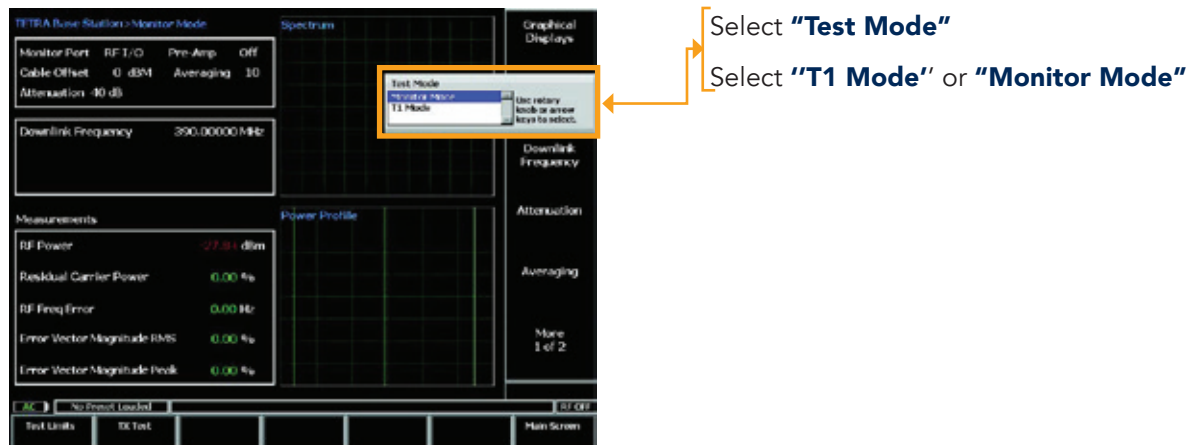 TETRA Base Station>Monitor Mode
Spectrum
Graphical
Displays
Monitor Port RF I/O Pre-Amp Off
Cable Offset 0 dBM Averaging 10
Attenuation 40 dB
Test Mode
Monitor Mode
T1 Mode
Use rotary
knob or arrow
keys to select.
Downlink Frequency 390.00000 MHz
Downlink
Frequency
Attenuation
Measurements
Power Profile
RF Power dBm
Residual Carrier Power 0.00 %
Averaging
RF Freq Error 0.00 Hz
Error Vector Magnitude RMS 0.00 %
More
1 of 2
Error Vector Magnitude Peak 0.00 %
AC No Preset Loaded RF OFF
Test Limits TX Test Main Screen
Select “Test Mode”
Select ‘‘T1 Mode’’ or “Monitor Mode”